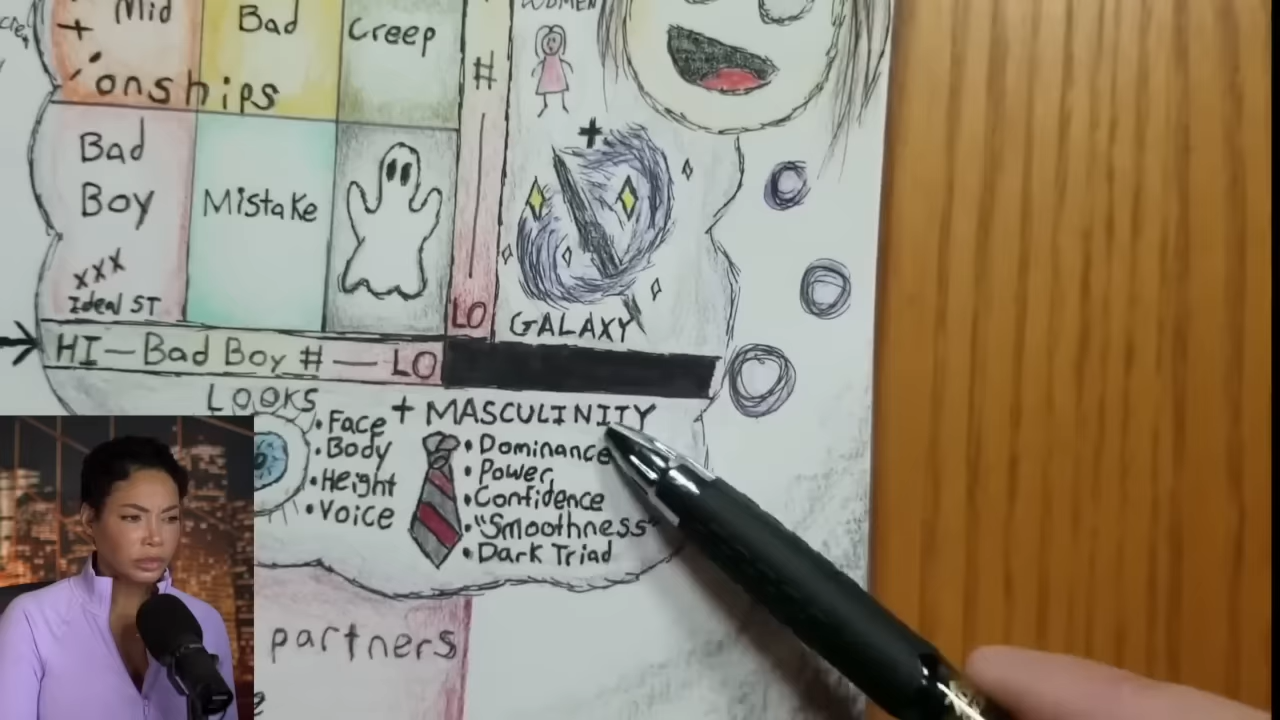 Mid
Bad
Creep
WOMEN
+
#
onships
+
Bad
Boy
Mistake
xxx
Ideal ST
LO
GALAXY
HI — Bad Boy # — LO
LOOKS
+ MASCULINITY
• Face
• Body
• Height
• Voice
• Dominance
• Power
• Confidence
• "Smoothness"
• Dark Triad
partners